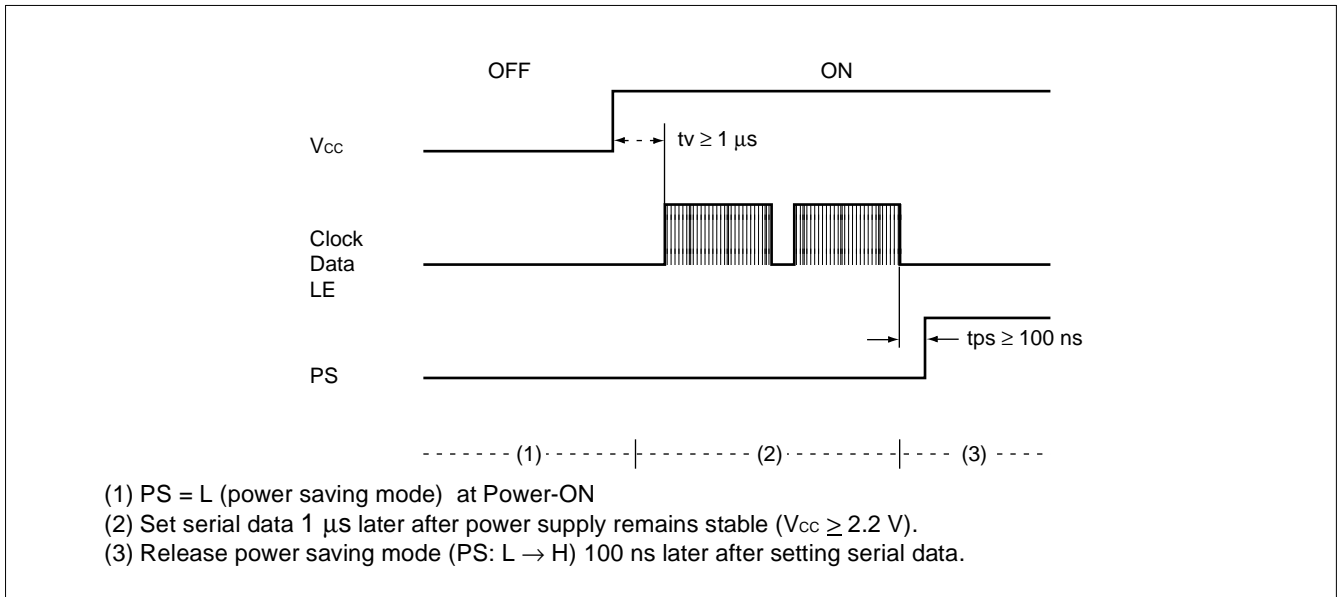 OFF ON
Vcc tv ≥ 1 μs
Clock
Data
LE
tps ≥ 100 ns
PS
(1) (2) (3)
(1) PS = L (power saving mode) at Power-ON
(2) Set serial data 1 μs later after power supply remains stable (Vcc ≥ 2.2 V).
(3) Release power saving mode (PS: L → H) 100 ns later after setting serial data.